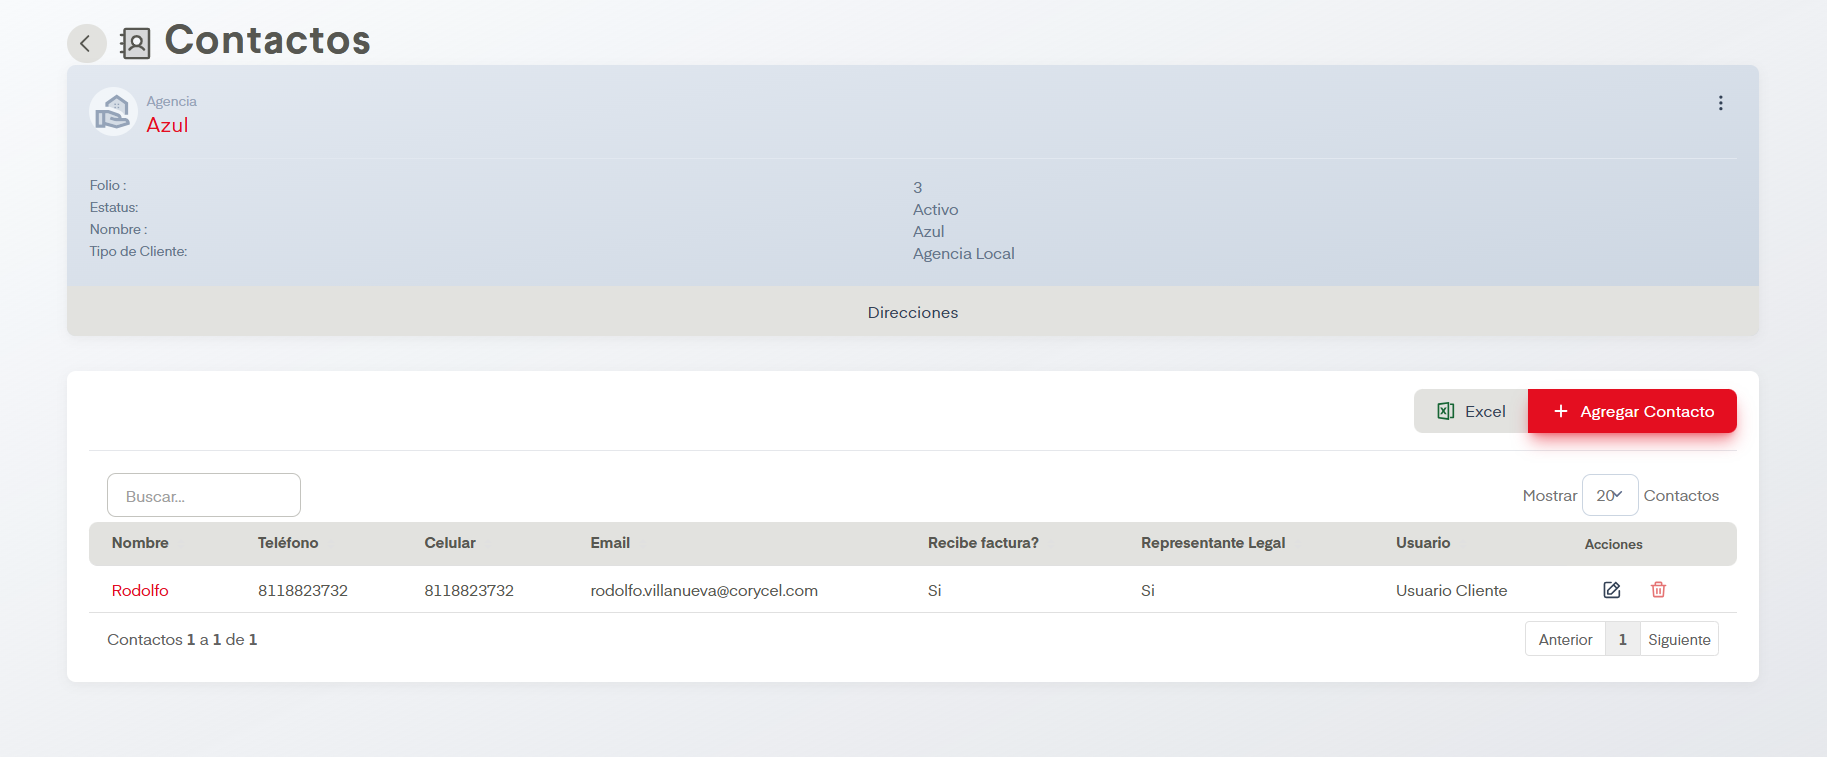 Contactos
Agencia
Azul
Folio : 3
Estatus: Activo
Nombre : Azul
Tipo de Cliente: Agencia Local
Direcciones
Excel + Agregar Contacto
Buscar... Mostrar 20 Contactos
Nombre Teléfono Celular Email Recibe factura? Representante Legal Usuario Acciones
Rodolfo 8118823732 8118823732 rodolfo.villanueva@corycel.com Si Si Usuario Cliente
Contactos 1 a 1 de 1 Anterior 1 Siguiente